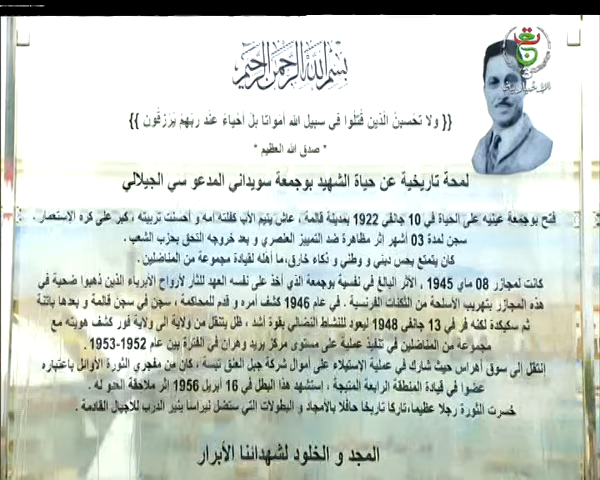 بسم الله الرحمن الرحيم
{{ ولا تحسبن الذين قتلوا في سبيل الله أمواتا بل أحياء عند ربهم يرزقون }}
* صدق الله العظيم *
لمحة تاريخية عن حياة الشهيد بوجمعة سويداني المدعو سي الجيلالي
فتح بوجمعة عينيه على الحياة في 10 جانفي 1922 بمدينة قالمة ، عاش يتيم الأب كفلته أمه و أحسنت تربيته ، كبر على كره الاستعمار .
سجن لمدة 03 أشهر إثر مظاهرة ضد التمييز العنصري و بعد خروجه التحق بحزب الشعب .
كان يتمتع بحس ديني و وطني و ذكاء خارق،ما أهله لقيادة مجموعة من المناضلين .
كانت لمجازر 08 ماي 1945 ، الأثر البالغ في نفسية بوجمعة الذي أخذ على نفسه العهد للثأر لأرواح الأبرياء الذين ذهبوا ضحية في
هذه المجازر بتهريب الأسلحة من الثكنات الفرنسية . في عام 1946 كشف أمره و قدم للمحاكمة ، سجن في سجن قالمة و بعدها باتنة
ثم سكيكدة لكنه فر في 13 جانفي 1948 ليعود للنشاط النضالي بقوة أشد ، ظل يتنقل من ولاية إلى ولاية فور كشف هويته مع
مجموعة من المناضلين في تنفيذ عملية على مستوى مركز بريد وهران في الفترة بين عام 1952-1953 .
إنتقل إلى سوق أهراس حيث شارك في عملية الإستيلاء على أموال شركة جبل العنق تبسة ، كان من مفجري الثورة الأوائل باعتباره
عضوا في قيادة المنطقة الرابعة المتيجة ، إستشهد هذا البطل في 16 أبريل 1956 إثر ملاحقة العدو له .
خسرت الثورة رجلا عظيما،تاركا تاريخا حافلا بالأمجاد و البطولات التي ستضل نبراسا ينير الدرب للأجيال القادمة .
المجد و الخلود لشهدائنا الأبرار
3
الإخبارية